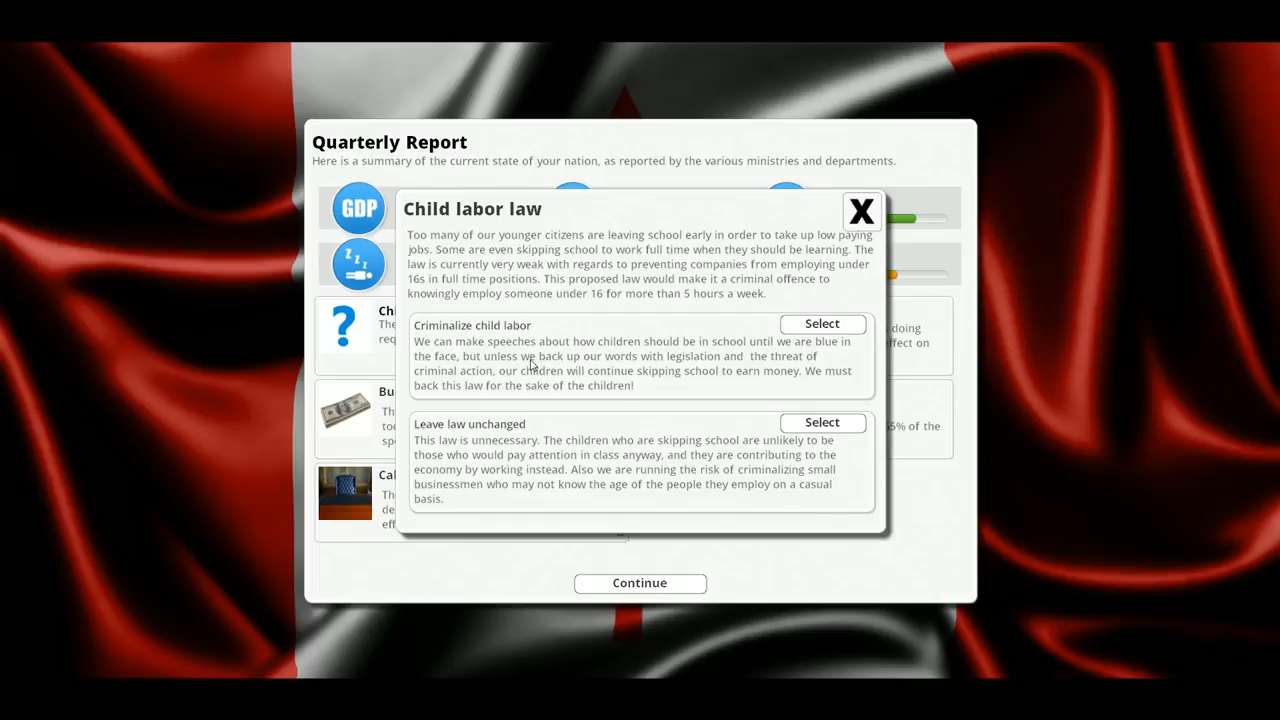 Quarterly Report
Here is a summary of the current state of your nation, as reported by the various ministries and departments.
GDP
Child labor law
X
Too many of our younger citizens are leaving school early in order to take up low paying
jobs. Some are even skipping school to work full time when they should be learning. The
law is currently very weak with regards to preventing companies from employing under
16s in full time positions. This proposed law would make it a criminal offence to
knowingly employ someone under 16 for more than 5 hours a week.
z z z
Criminalize child labor
Select
We can make speeches about how children should be in school until we are blue in
the face, but unless we back up our words with legislation and the threat of
criminal action, our children will continue skipping school to earn money. We must
back this law for the sake of the children!
?
doing
Leave law unchanged
Select
This law is unnecessary. The children who are skipping school are unlikely to be
those who would pay attention in class anyway, and they are contributing to the
economy by working instead. Also we are running the risk of criminalizing small
businessmen who may not know the age of the people they employ on a casual
basis.
% of the
Continue